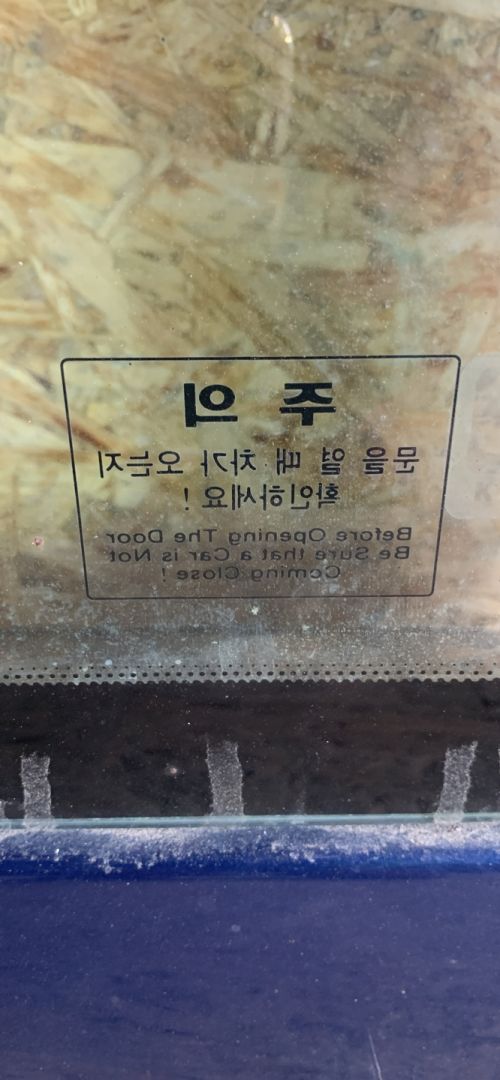 주 의
문을 열 때 차가 오는지
확인하세요 !
Before Opening The Door
Be Sure that a Car is Not
Coming Close !